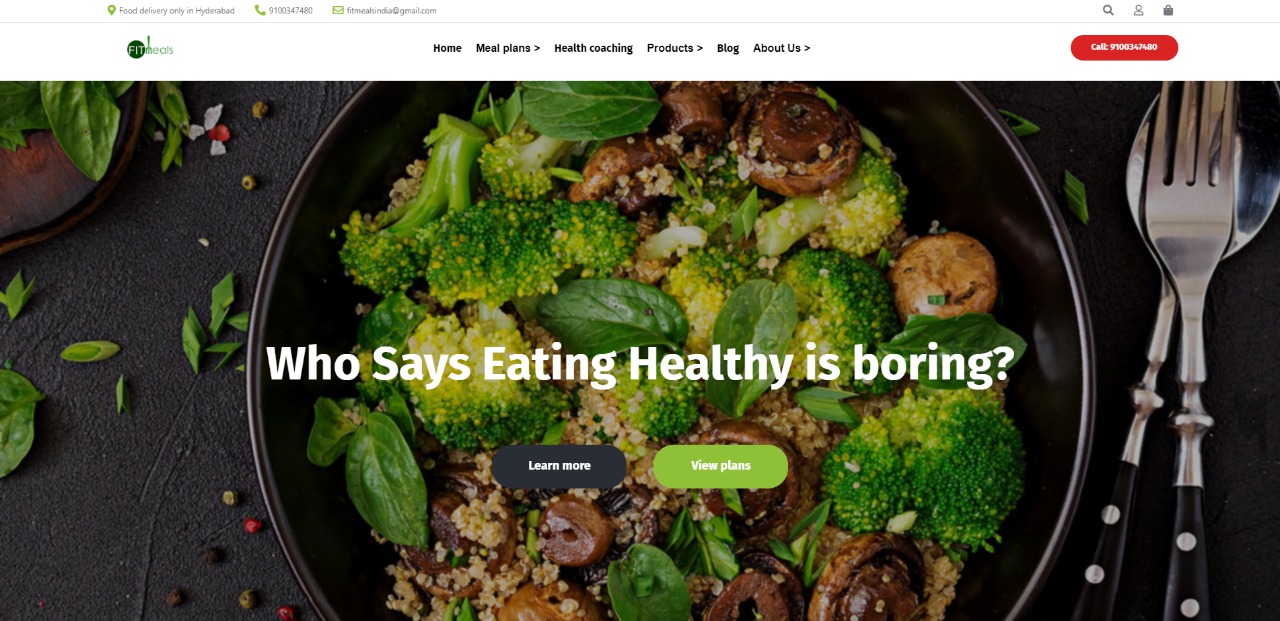 Food delivery only in Hyderabad 9100347480 fitmealsindia@gmail.com
FITmeals
Home Meal plans > Health coaching Products > Blog About Us >
Call: 9100347480
Who Says Eating Healthy is boring?
Learn more View plans